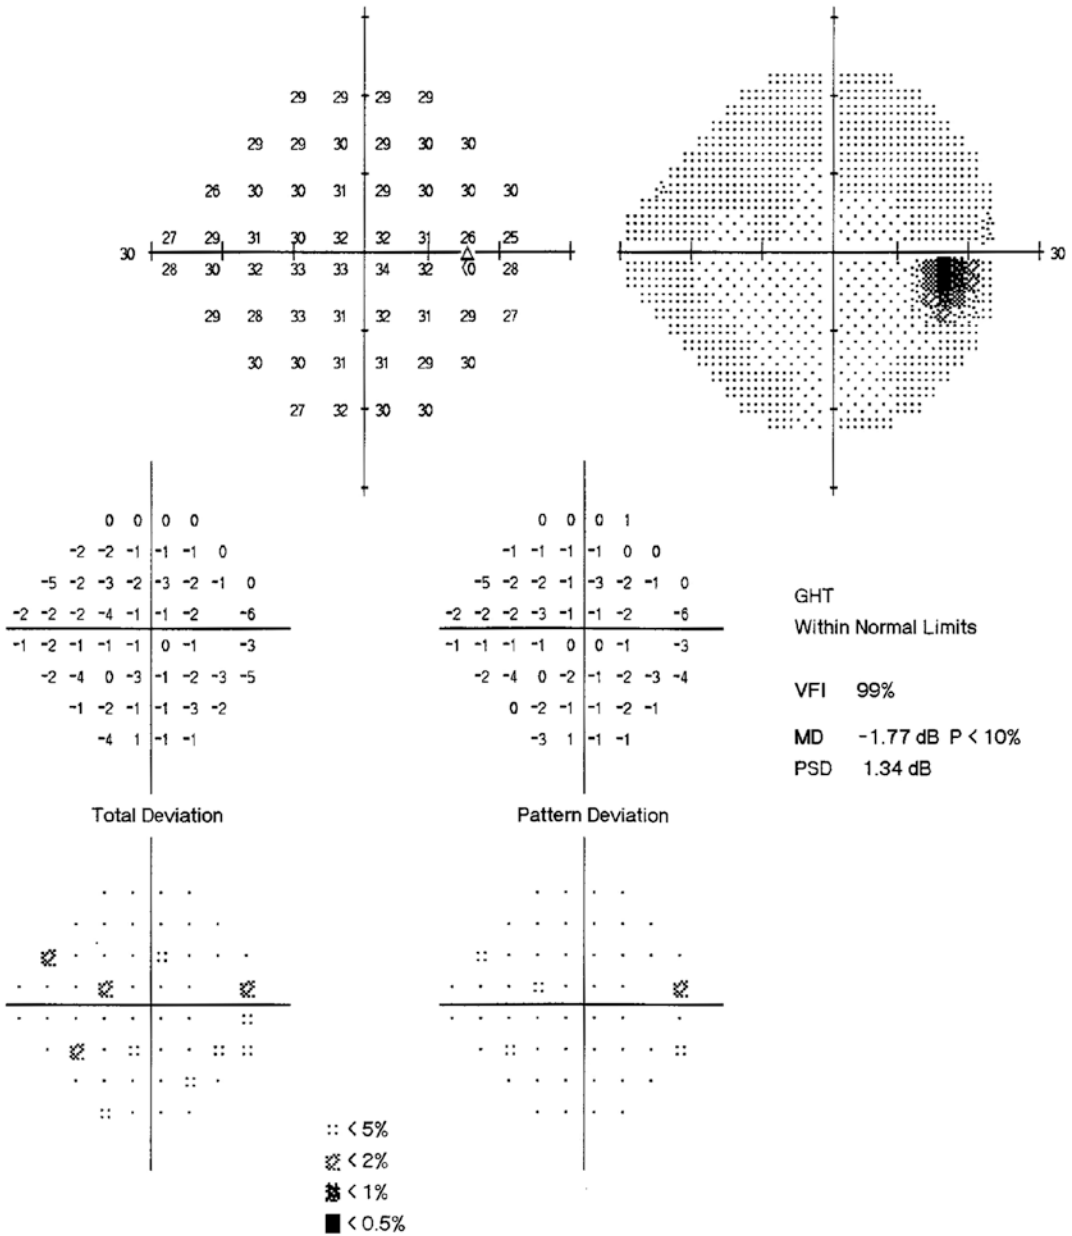 29 29 29 29
29 29 30 29 30 30
26 30 30 31 29 30 30 30
27 29 31 30 32 32 31 26 25
30 30
28 30 32 33 33 34 32 <0 28
29 28 33 31 32 31 29 27
30 30 31 31 29 30
27 32 30 30
0 0 0 0
-2 -2 -1 -1 -1 0
-5 -2 -3 -2 -3 -2 -1 0
-2 -2 -2 -4 -1 -1 -2 -6
-1 -2 -1 -1 -1 0 -1 -3
-2 -4 0 -3 -1 -2 -3 -5
-1 -2 -1 -1 -3 -2
-4 1 -1 -1
Total Deviation
0 0 0 1
-1 -1 -1 -1 0 0
-5 -2 -2 -1 -3 -2 -1 0
-2 -2 -2 -3 -1 -1 -2 -6
-1 -1 -1 -1 0 0 -1 -3
-2 -4 0 -2 -1 -2 -3 -4
0 -2 -1 -1 -2 -1
-3 1 -1 -1
Pattern Deviation
GHT
Within Normal Limits
VFI 99%
MD -1.77 dB P < 10%
PSD 1.34 dB
< 5%
< 2%
< 1%
< 0.5%